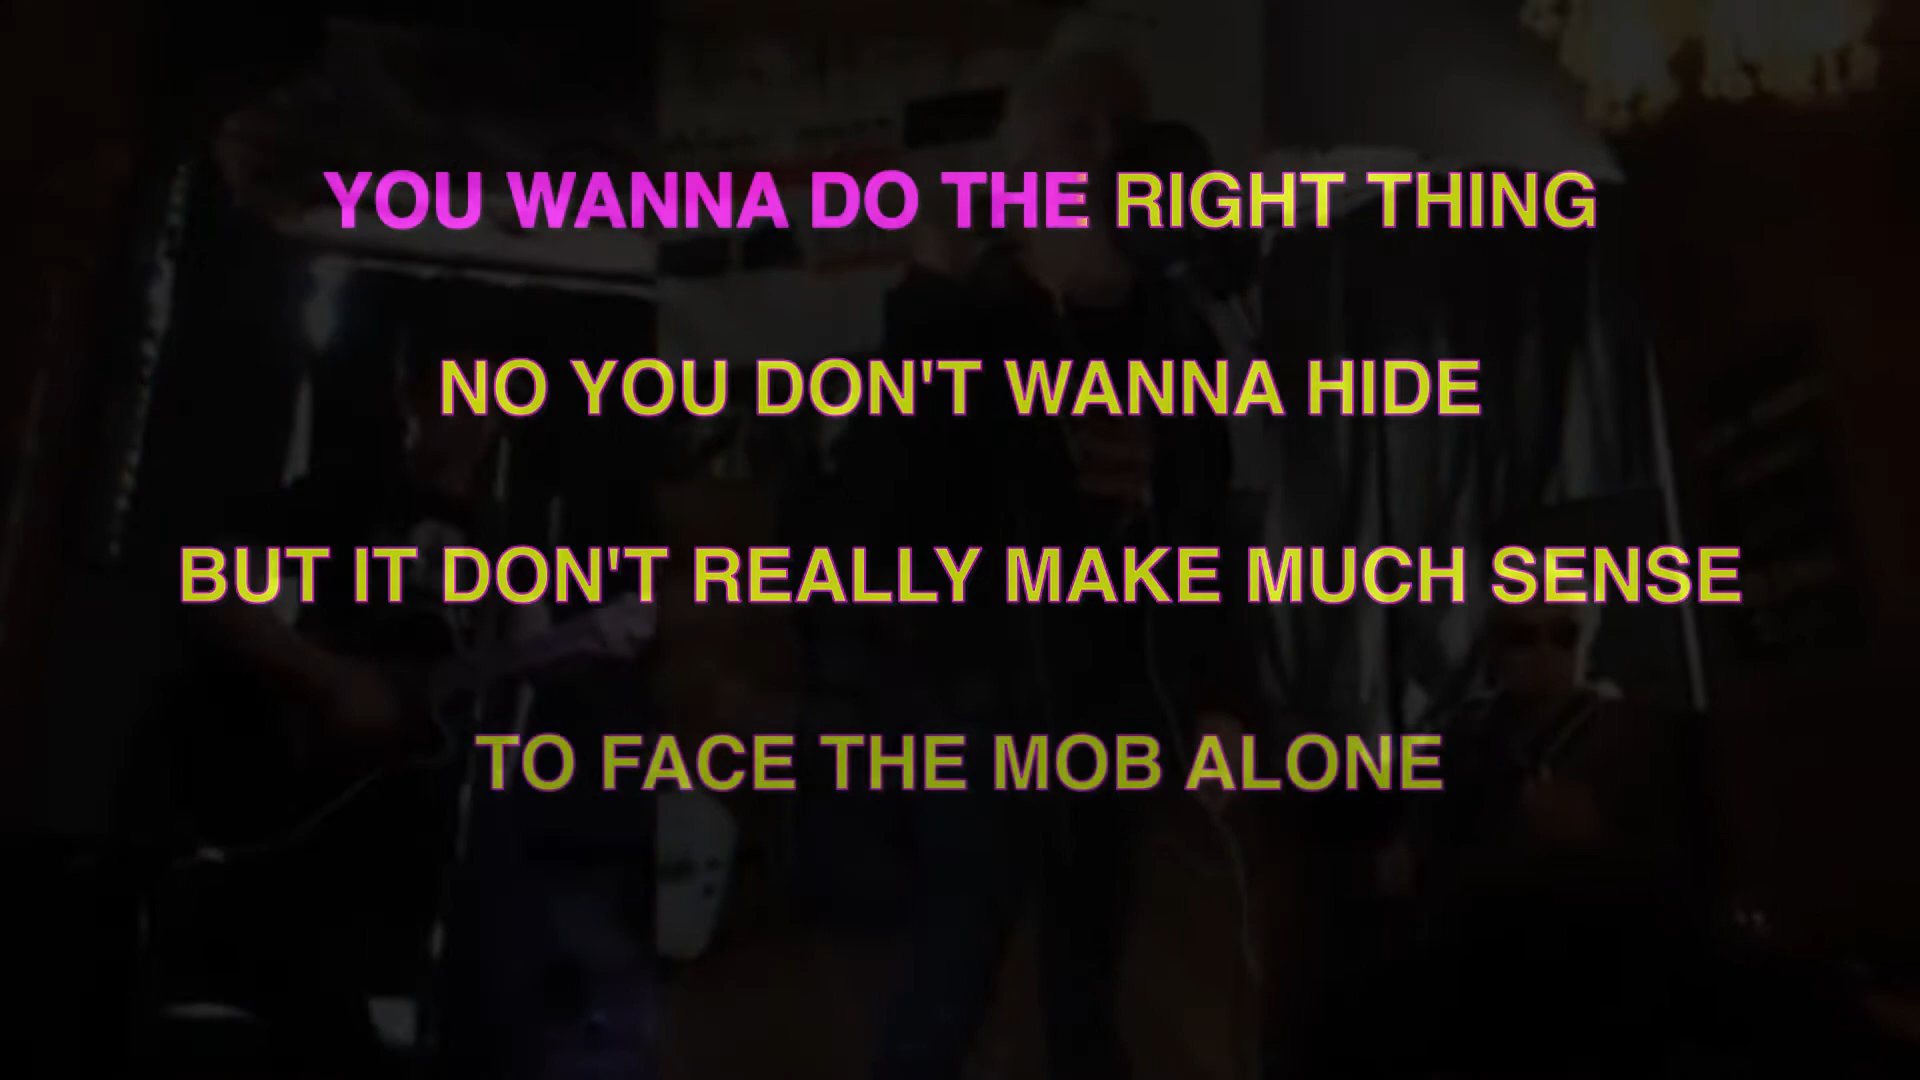 YOU WANNA DO THE RIGHT THING
NO YOU DON'T WANNA HIDE
BUT IT DON'T REALLY MAKE MUCH SENSE
TO FACE THE MOB ALONE